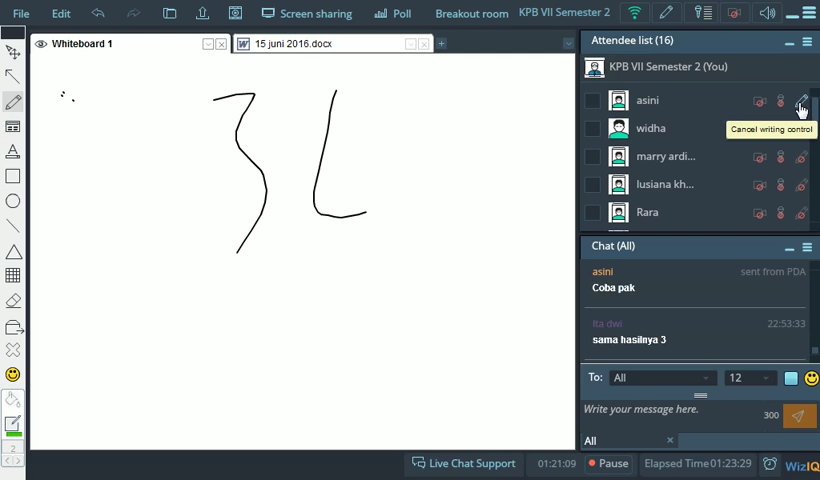 File Edit Screen sharing Poll Breakout room KPB VII Semester 2
Attendee list (16)
Whiteboard 1 15 juni 2016.docx
KPB VII Semester 2 (You)
asini
widha
Cancel writing control
marry ardi...
lusiana kh...
Rara
3 L
Chat (All)
asini sent from PDA
Coba pak
Ita dwi 22:53:33
sama hasilnya 3
To: All 12
Write your message here. 300
All
2
Live Chat Support 01:21:09 Pause Elapsed Time 01:23:29 WizIQ